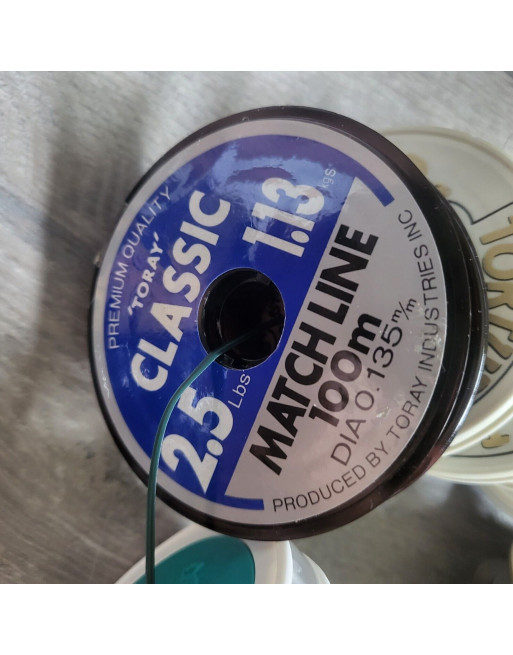 PREMIUM QUALITY
'TORAY'
CLASSIC
2.5 Lbs 1.13 kgs
MATCH LINE
100m
DIA 0.135 m/m
PRODUCED BY TORAY INDUSTRIES INC